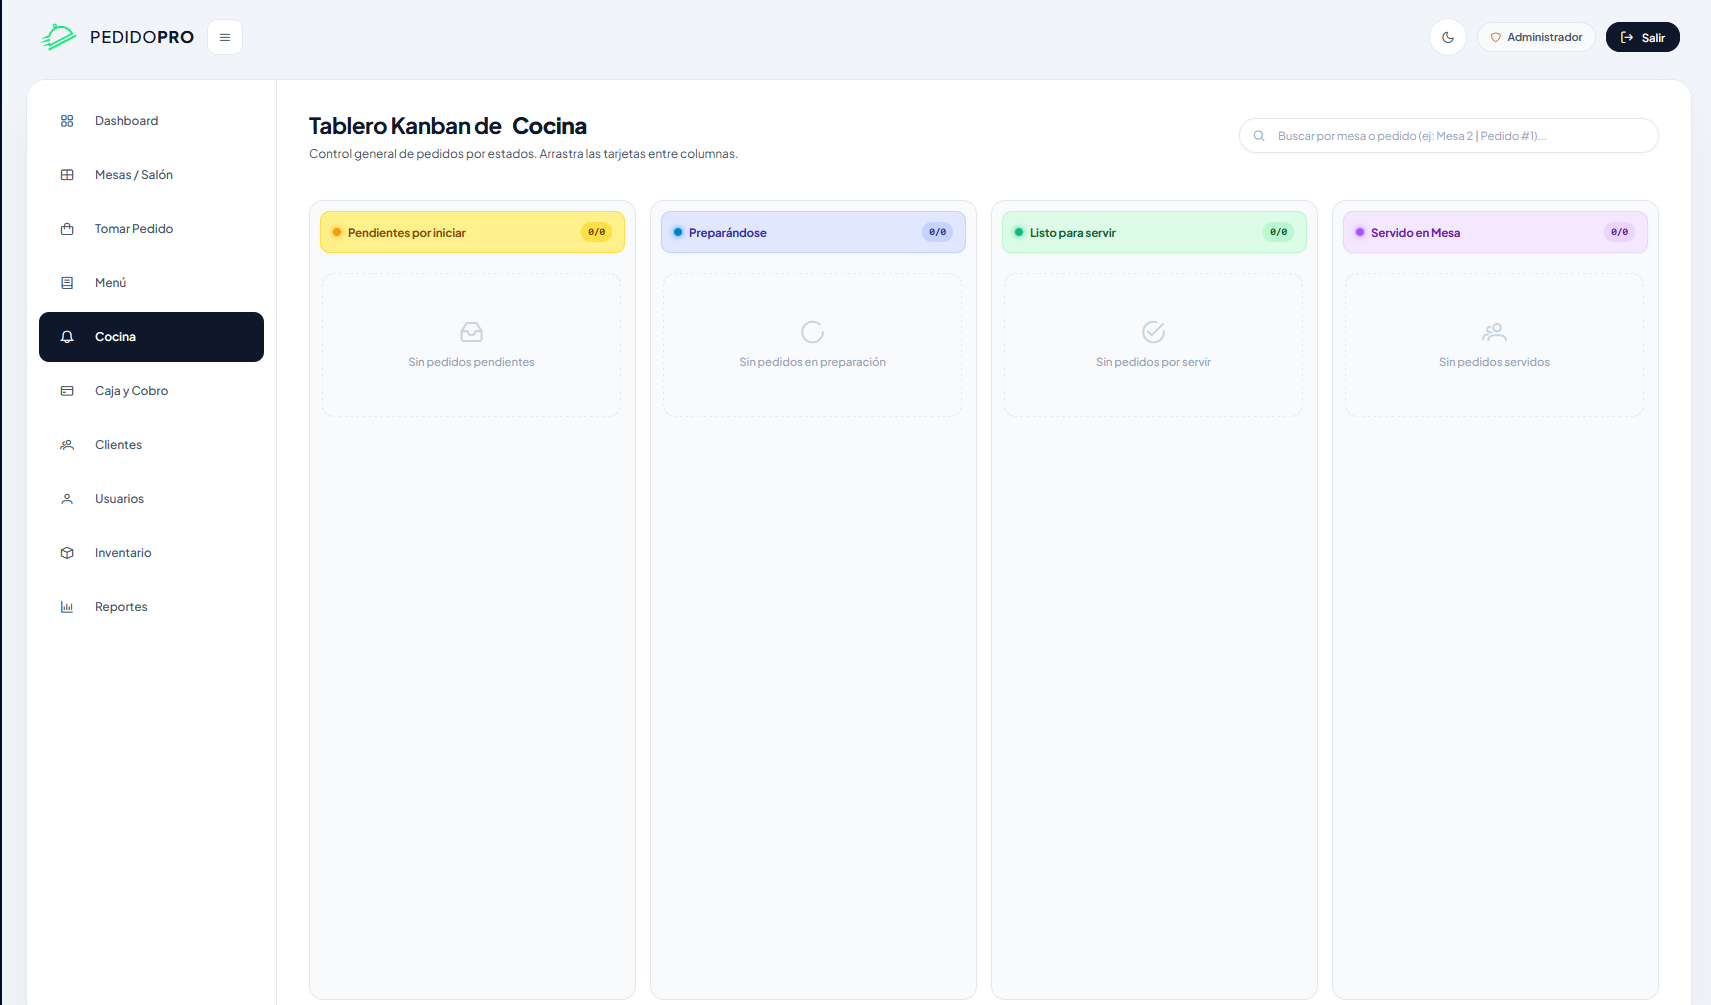 PEDIDOPRO
Administrador
Salir
Dashboard
Mesas / Salón
Tomar Pedido
Menú
Cocina
Caja y Cobro
Clientes
Usuarios
Inventario
Reportes
Tablero Kanban de Cocina
Control general de pedidos por estados. Arrastra las tarjetas entre columnas.
Buscar por mesa o pedido (ej: Mesa 2 | Pedido #1)...
Pendientes por iniciar 0/0
Sin pedidos pendientes
Preparándose 0/0
Sin pedidos en preparación
Listo para servir 0/0
Sin pedidos por servir
Servido en Mesa 0/0
Sin pedidos servidos